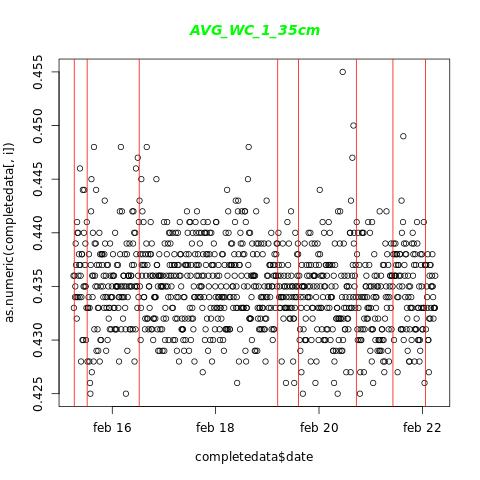 AVG_WC_1_35cm
as.numeric(completedata[, i])
0.455
0.450
0.445
0.440
0.435
0.430
0.425
feb 16
feb 18
feb 20
feb 22
completedata$date